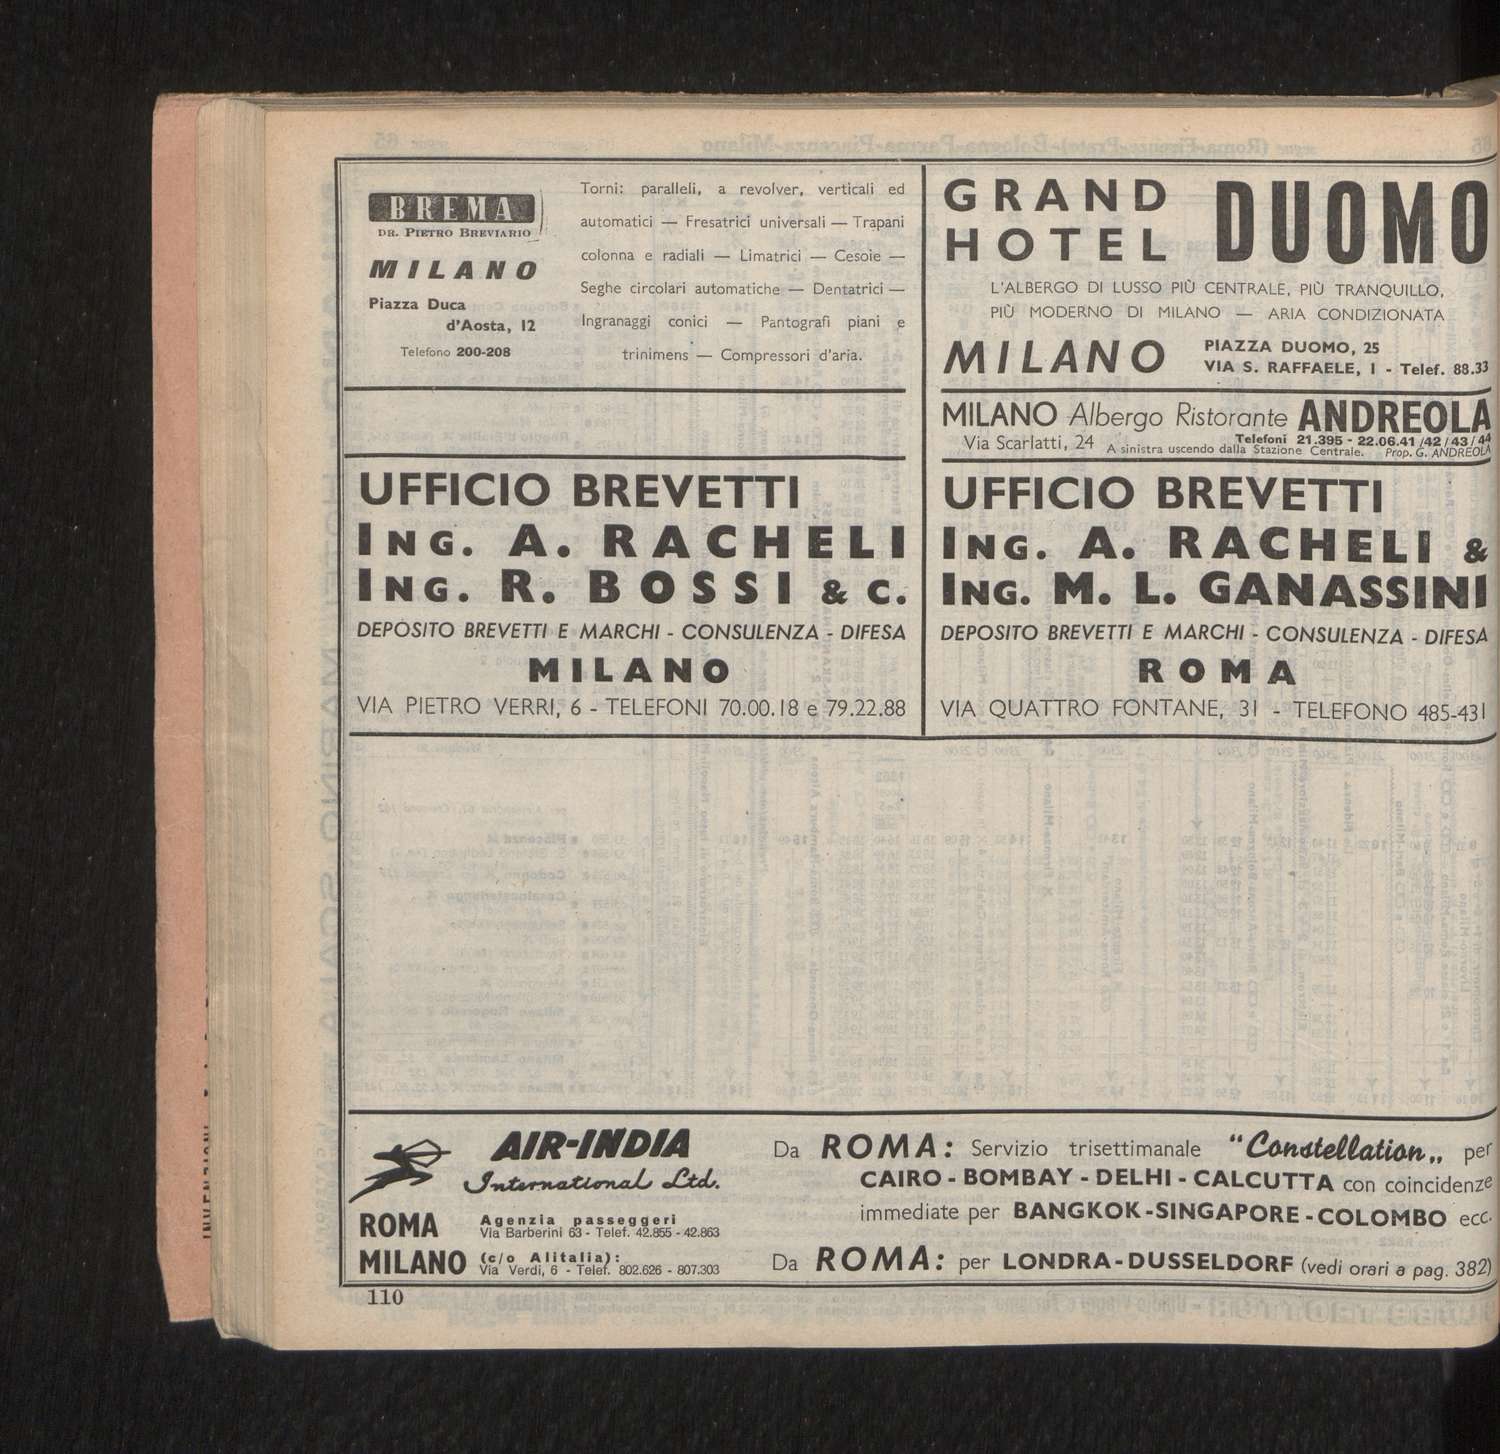 BREMA
DR. PIETRO BREVIARIO
MILANO
Piazza Duca
d'Aosta, 12
Telefono 200-208
Torni: paralleli, a revolver, verticali ed
automatici — Fresatrici universali — Trapani
colonna e radiali — Limatrici — Cesoie —
Seghe circolari automatiche — Dentatrici —
Ingranaggi conici — Pantografi piani e
trinimens — Compressori d'aria.
GRAND HOTEL DUOMO
L'ALBERGO DI LUSSO PIÙ CENTRALE, PIÙ TRANQUILLO,
PIÙ MODERNO DI MILANO — ARIA CONDIZIONATA
MILANO
PIAZZA DUOMO, 25
VIA S. RAFFAELE, 1 - Telef. 88.33
MILANO Albergo Ristorante ANDREOLA
Via Scarlatti, 24
Telefoni 21.395 - 22.06.41/42/43/44
A sinistra uscendo dalla Stazione Centrale. Prop. G. ANDREOLA
UFFICIO BREVETTI
ING. A. RACHELI
ING. R. BOSSI & C.
DEPOSITO BREVETTI E MARCHI - CONSULENZA - DIFESA
MILANO
VIA PIETRO VERRI, 6 - TELEFONI 70.00.18 e 79.22.88
UFFICIO BREVETTI
ING. A. RACHELI &
ING. M. L. GANASSINI
DEPOSITO BREVETTI E MARCHI - CONSULENZA - DIFESA
ROMA
VIA QUATTRO FONTANE, 31 - TELEFONO 485-431
AIR-INDIA
International Ltd.
ROMA
Agenzia passeggeri
Via Barberini 63 - Telef. 42.855 - 42.863
MILANO
(c/o Alitalia):
Via Verdi, 6 - Telef. 802.626 - 807.303
Da ROMA: Servizio trisettimanale "Constellation„ per
CAIRO - BOMBAY - DELHI - CALCUTTA con coincidenze
immediate per BANGKOK - SINGAPORE - COLOMBO ecc.
Da ROMA: per LONDRA - DUSSELDORF (vedi orari a pag. 382)
110